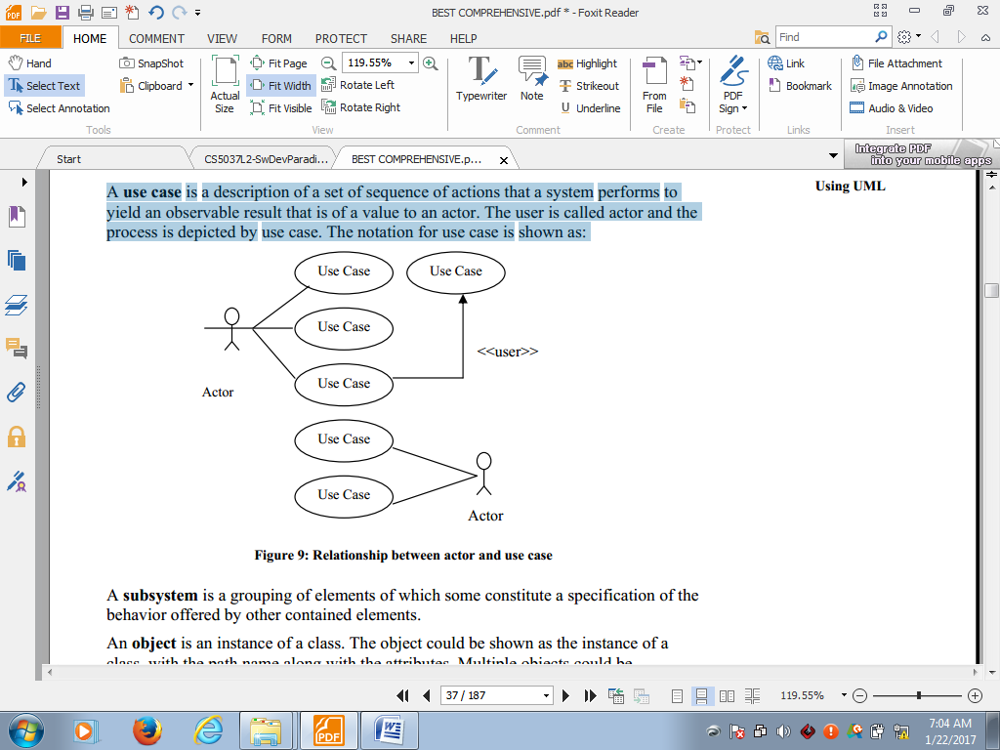 BEST COMPREHENSIVE.pdf * - Foxit Reader
FILE HOME COMMENT VIEW FORM PROTECT SHARE HELP Find
Hand SnapShot Fit Page 119.55% Rotate Left Rotate Right
Select Text Clipboard Fit Width
Select Annotation Fit Visible
Actual Size
Typewriter Note Highlight Strikeout Underline
From File PDF Sign Link Bookmark File Attachment Image Annotation Audio & Video
Tools View Comment Create Protect Links Insert
Start CS5037L2-SwDevParadi... BEST COMPREHENSIVE.p...
Integrate PDF
into your mobile apps
A use case is a description of a set of sequence of actions that a system performs to
yield an observable result that is of a value to an actor. The user is called actor and the
process is depicted by use case. The notation for use case is shown as:
Using UML
Use Case Use Case
Use Case
<<user>>
Use Case
Actor
Use Case
Use Case
Actor
Figure 9: Relationship between actor and use case
A subsystem is a grouping of elements of which some constitute a specification of the
behavior offered by other contained elements.
An object is an instance of a class. The object could be shown as the instance of a
class, with the path name along with the attributes. Multiple objects could be
37 / 187 119.55%
7:04 AM
1/22/2017